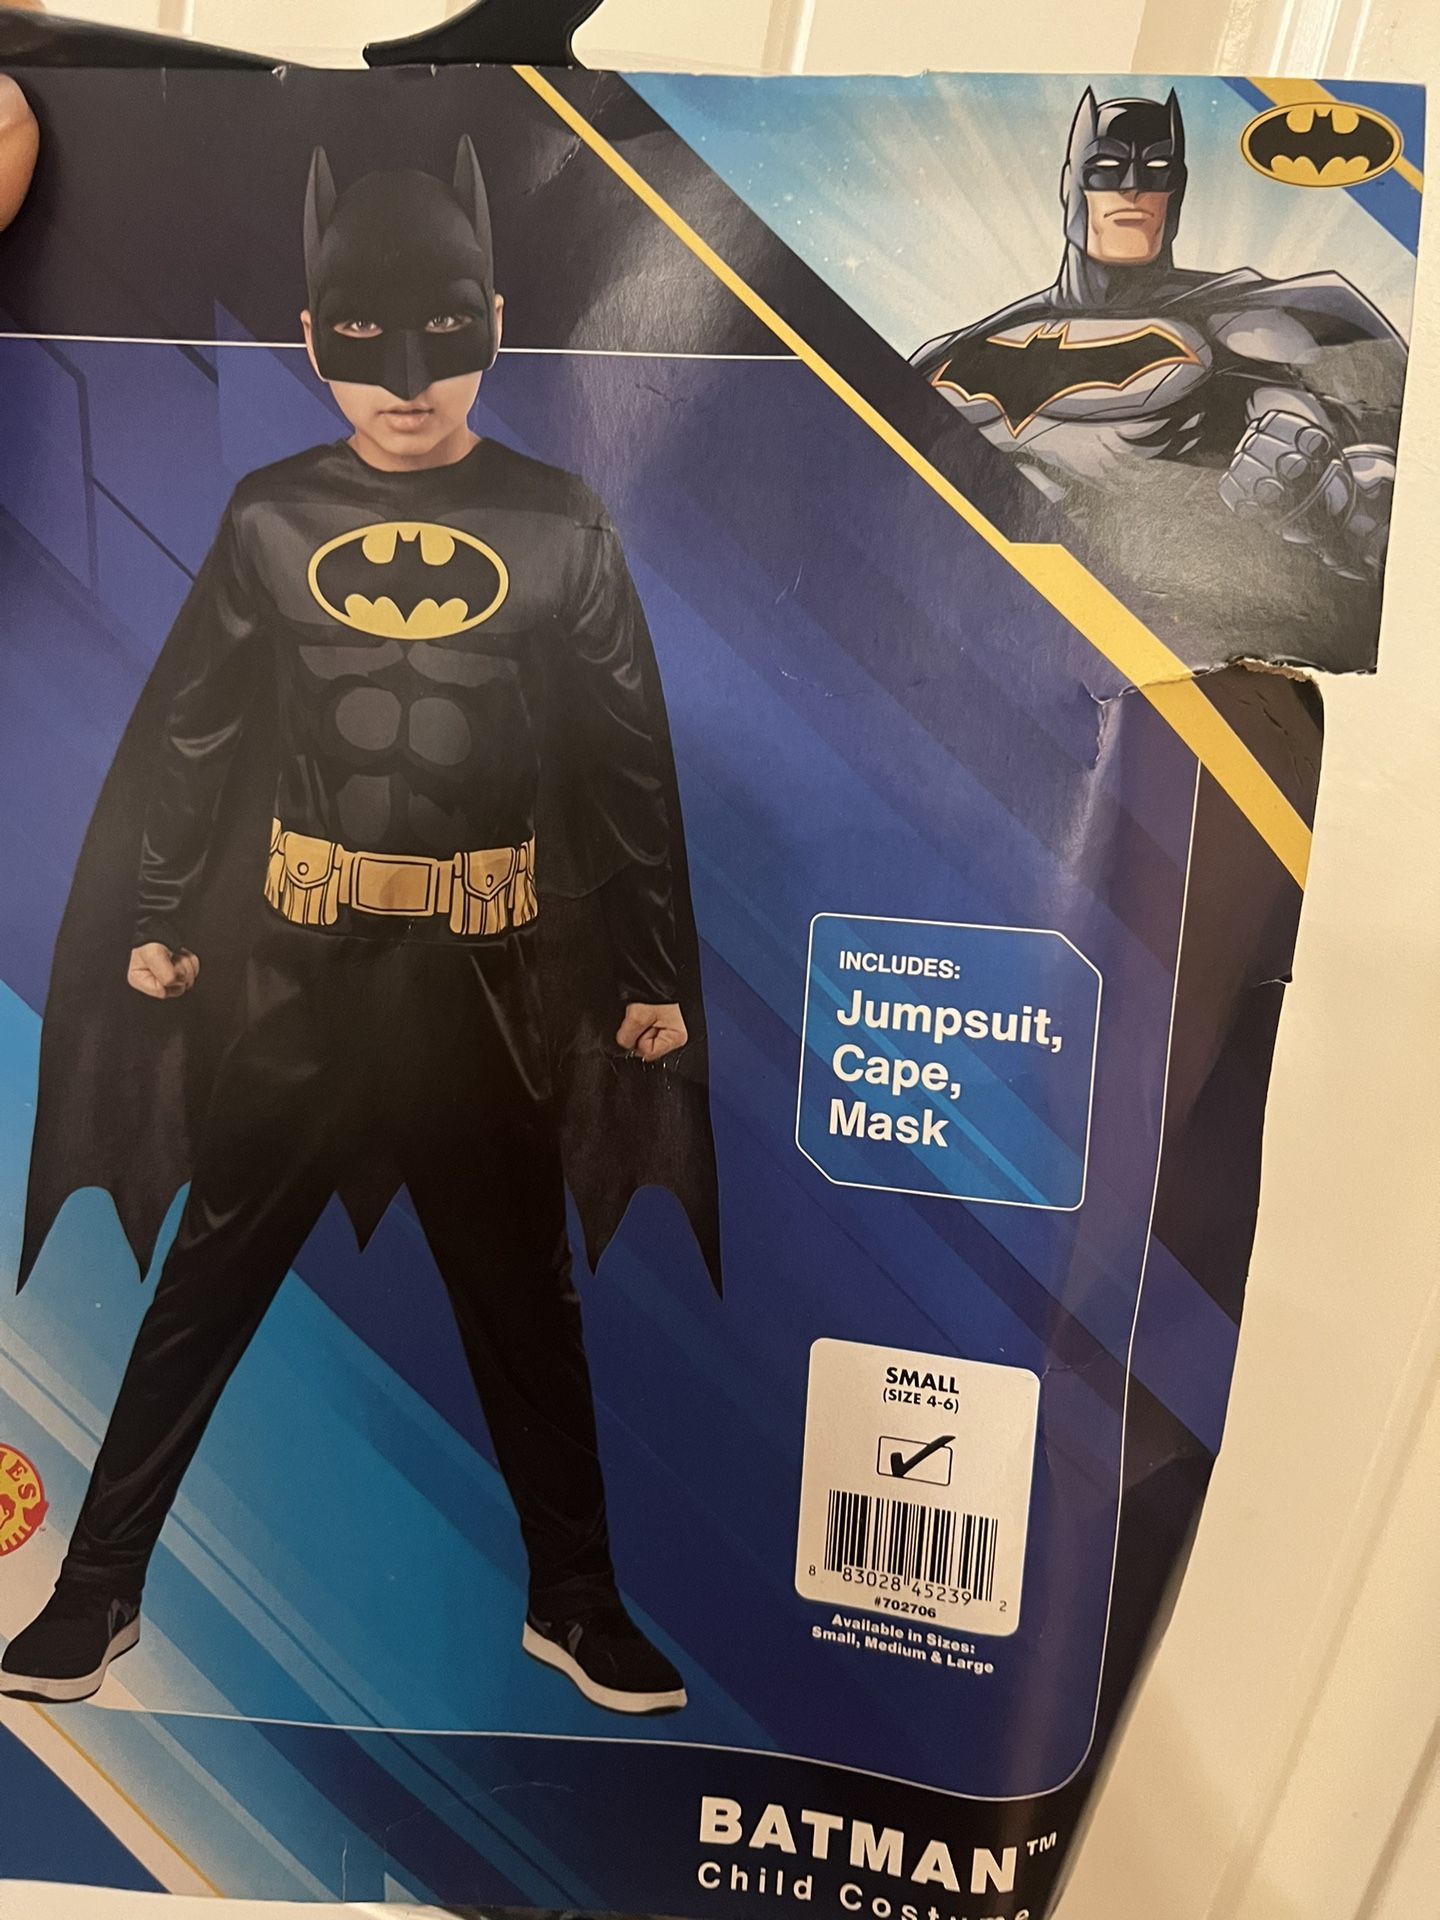 INCLUDES:
Jumpsuit,
Cape,
Mask
SMALL
(SIZE 4-6)
8 83028 45239 2
#702706
Available in Sizes:
Small, Medium & Large
BATMAN™
Child Costume